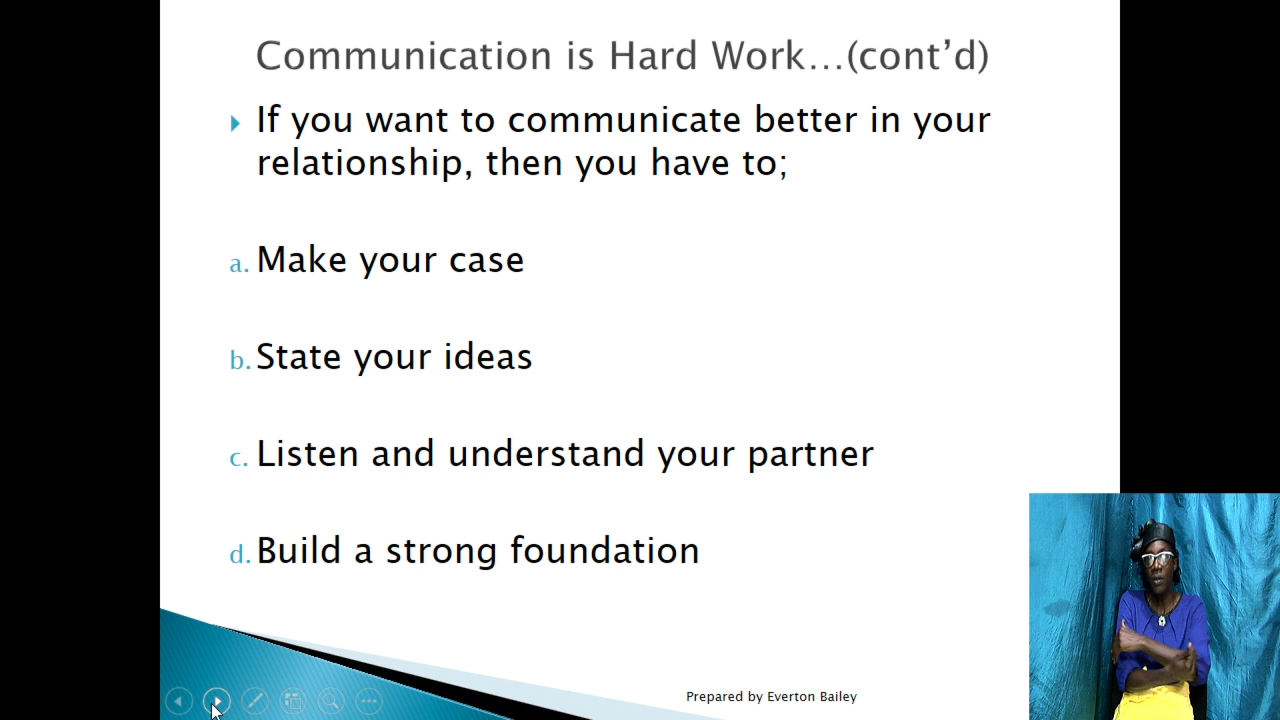 Communication is Hard Work...(cont'd)
If you want to communicate better in your
relationship, then you have to;
a. Make your case
b. State your ideas
c. Listen and understand your partner
d. Build a strong foundation
Prepared by Everton Bailey